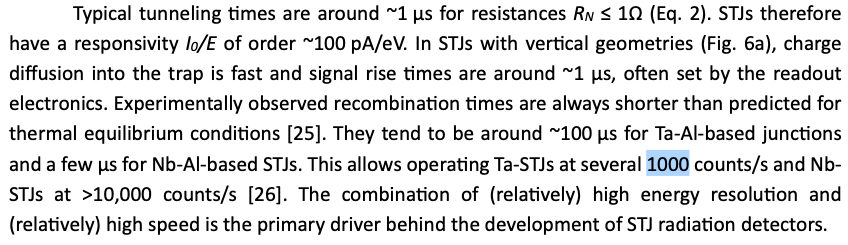 Typical tunneling times are around ~1 μs for resistances RN ≤ 1Ω (Eq. 2). STJs therefore
have a responsivity I0/E of order ~100 pA/eV. In STJs with vertical geometries (Fig. 6a), charge
diffusion into the trap is fast and signal rise times are around ~1 μs, often set by the readout
electronics. Experimentally observed recombination times are always shorter than predicted for
thermal equilibrium conditions [25]. They tend to be around ~100 μs for Ta-Al-based junctions
and a few μs for Nb-Al-based STJs. This allows operating Ta-STJs at several 1000 counts/s and Nb-
STJs at >10,000 counts/s [26]. The combination of (relatively) high energy resolution and
(relatively) high speed is the primary driver behind the development of STJ radiation detectors.